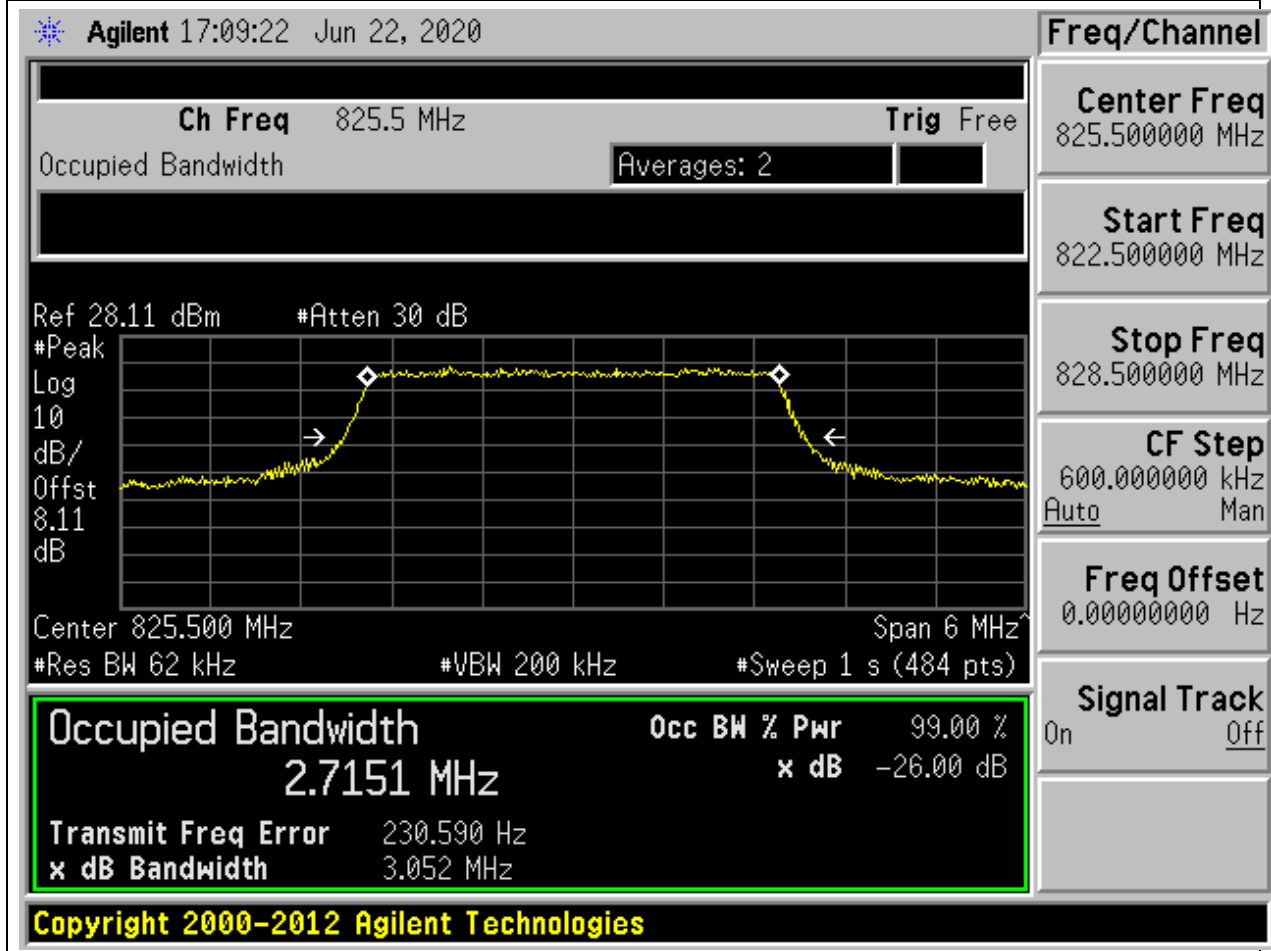 Agilent 17:09:22 Jun 22, 2020
Freq/Channel
Ch Freq 825.5 MHz Trig Free
Occupied Bandwidth Averages: 2
Center Freq
825.500000 MHz
Start Freq
822.500000 MHz
Stop Freq
828.500000 MHz
CF Step
600.000000 kHz
Auto Man
Freq Offset
0.00000000 Hz
Signal Track
On Off
Ref 28.11 dBm #Atten 30 dB
#Peak
Log
10
dB/
Offst
8.11
dB
Center 825.500 MHz Span 6 MHz^
#Res BW 62 kHz #VBW 200 kHz #Sweep 1 s (484 pts)
Occupied Bandwidth Occ BW % Pwr 99.00 %
2.7151 MHz x dB -26.00 dB
Transmit Freq Error 230.590 Hz
x dB Bandwidth 3.052 MHz
Copyright 2000-2012 Agilent Technologies